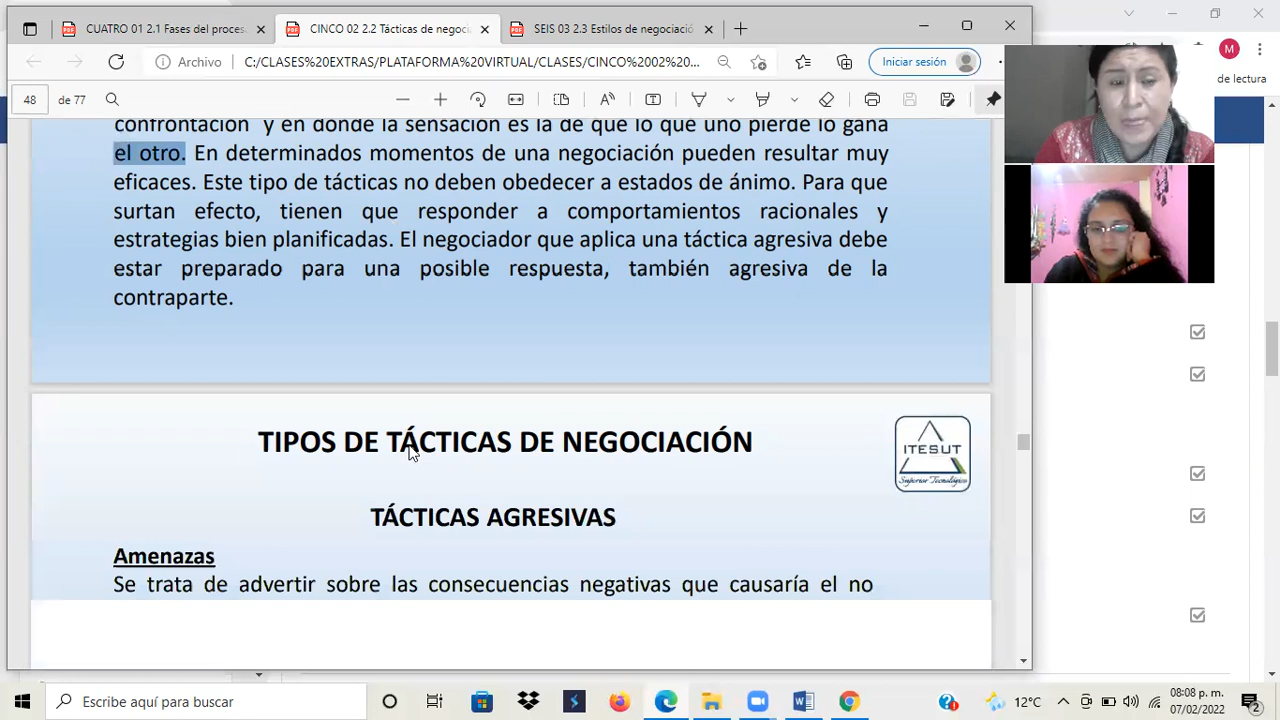 CUATRO 01 2.1 Fases del proces
CINCO 02 2.2 Tácticas de negoci
SEIS 03 2.3 Estilos de negociació
Archivo
C:/CLASES%20EXTRAS/PLATAFORMA%20VIRTUAL/CLASES/CINCO%2002%202...
Iniciar sesión
M
de lectura
48
de 77
confrontación y en donde la sensación es la de que lo que uno pierde lo gana
el otro. En determinados momentos de una negociación pueden resultar muy
eficaces. Este tipo de tácticas no deben obedecer a estados de ánimo. Para que
surtan efecto, tienen que responder a comportamientos racionales y
estrategias bien planificadas. El negociador que aplica una táctica agresiva debe
estar preparado para una posible respuesta, también agresiva de la
contraparte.
TIPOS DE TÁCTICAS DE NEGOCIACIÓN
ITESUT
Superior Tecnológico
TÁCTICAS AGRESIVAS
Amenazas
Se trata de advertir sobre las consecuencias negativas que causaría el no
Escribe aquí para buscar
12°C
08:08 p. m.
07/02/2022
2